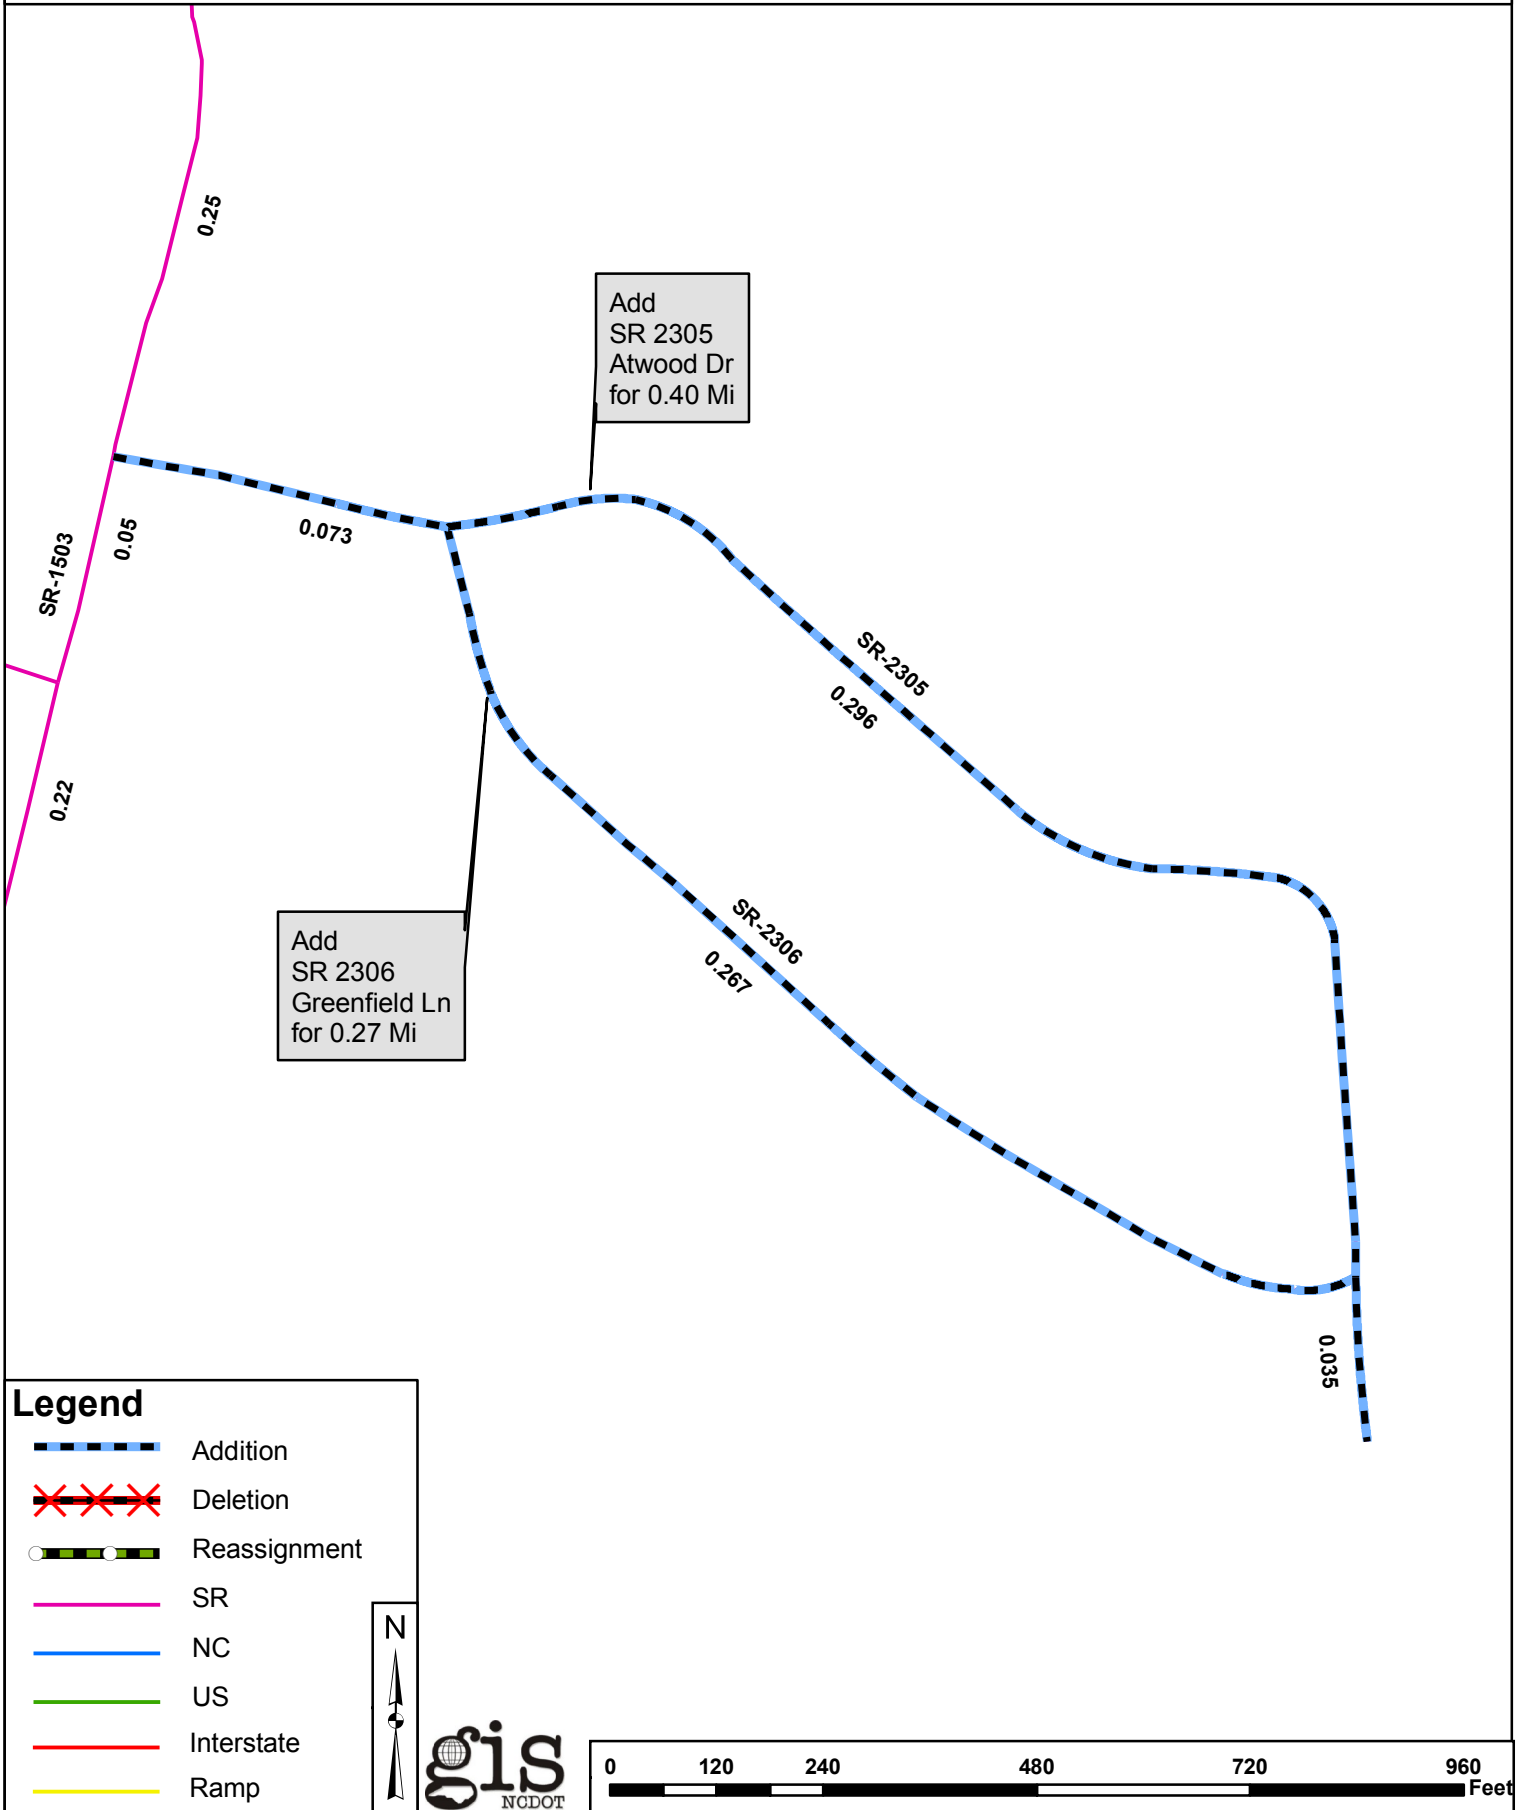 0.25
Add
SR 2305
Atwood Dr
for 0.40 Mi
0.073
0.05
SR-1503
SR-2305
0.296
0.22
SR-2306
0.267
Add
SR 2306
Greenfield Ln
for 0.27 Mi
0.035
Legend
Addition
Deletion
Reassignment
SR
NC
US
Interstate
Ramp
N
gis
NCDOT
0 120 240 480 720 960
Feet